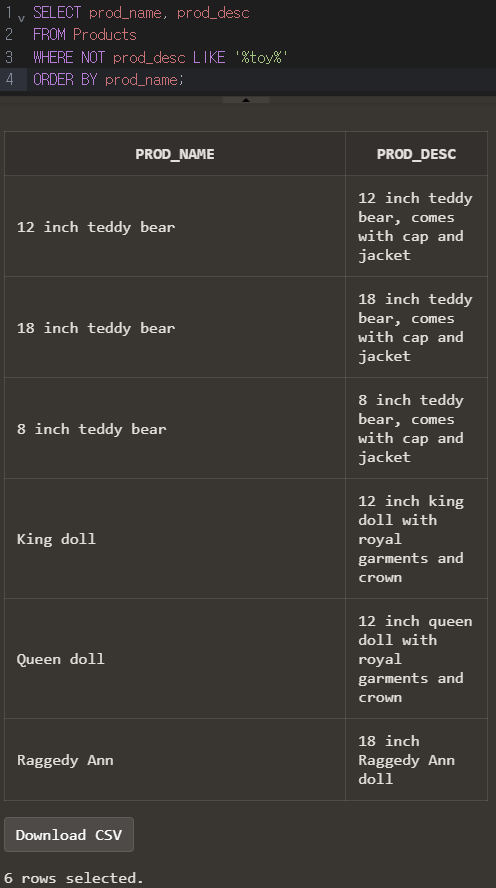 1 SELECT prod_name, prod_desc
2 FROM Products
3 WHERE NOT prod_desc LIKE '%toy%'
4 ORDER BY prod_name;
PROD_NAME PROD_DESC
12 inch teddy bear
12 inch teddy
bear, comes
with cap and
jacket
18 inch teddy bear
18 inch teddy
bear, comes
with cap and
jacket
8 inch teddy bear
8 inch teddy
bear, comes
with cap and
jacket
King doll
12 inch king
doll with
royal
garments and
crown
Queen doll
12 inch queen
doll with
royal
garments and
crown
Raggedy Ann
18 inch
Raggedy Ann
doll
Download CSV
6 rows selected.